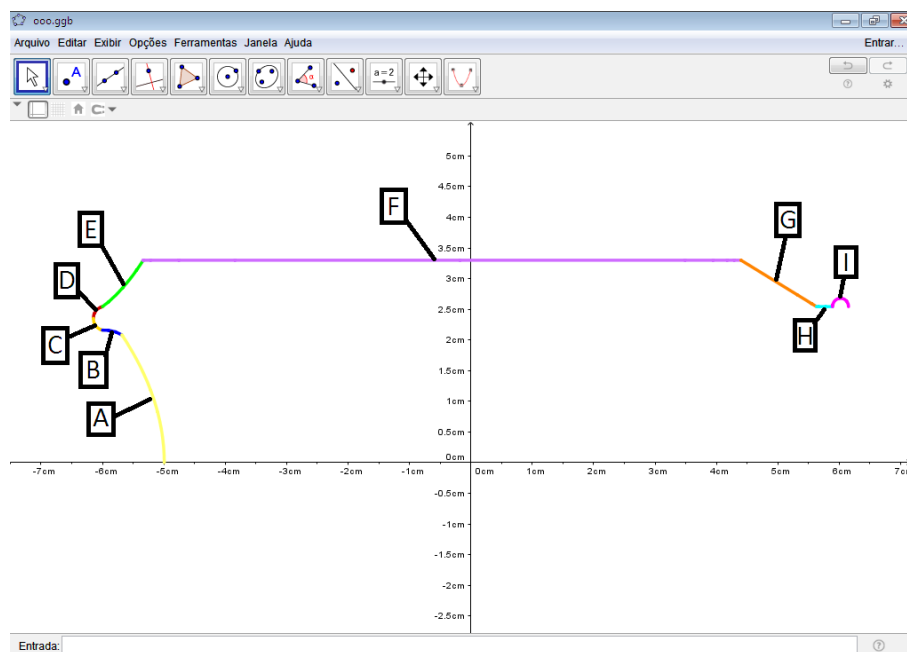 ooo.ggb
Arquivo Editar Exibir Opções Ferramentas Janela Ajuda Entrar...
A α a=2
5cm
4.5cm
F 4cm G
E 3.5cm
D 3cm I
2.5cm
C 2cm H
B 1.5cm
A 1cm
0.5cm
0cm
-7cm -6cm -5cm -4cm -3cm -2cm -1cm 0cm 1cm 2cm 3cm 4cm 5cm 6cm
-0.5cm
-1cm
-1.5cm
-2cm
-2.5cm
Entrada: